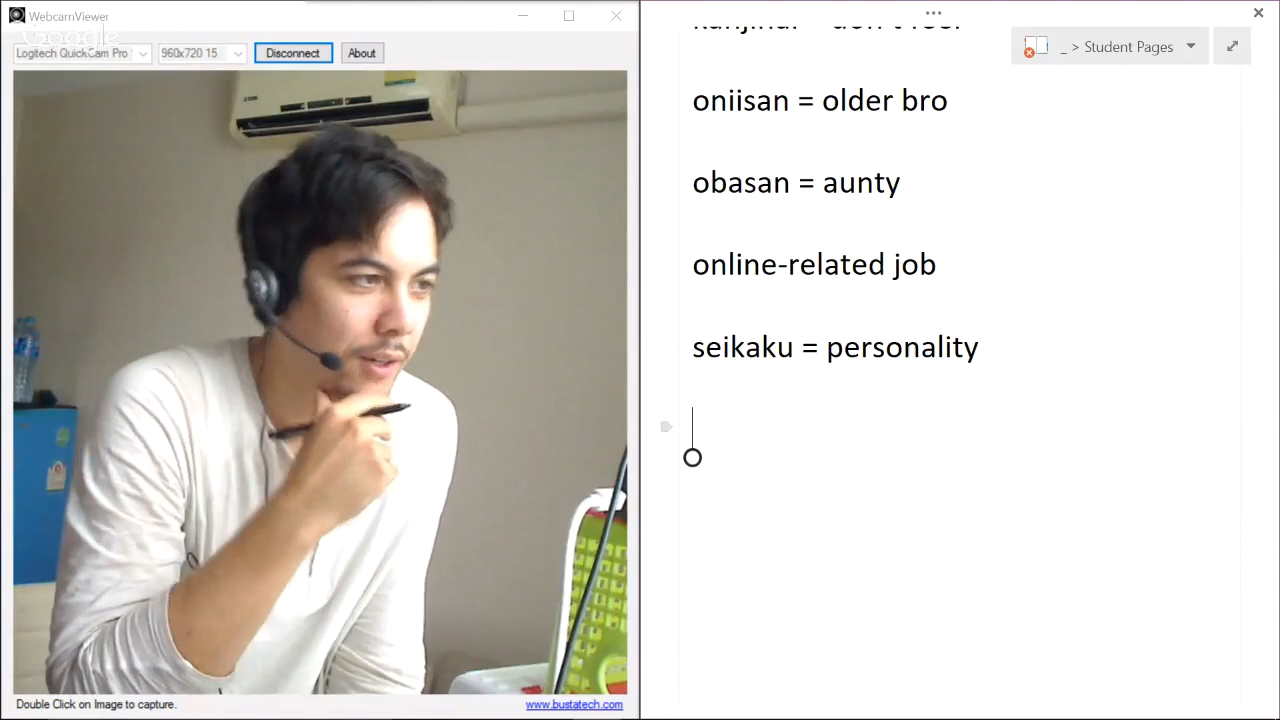 WebcamViewer
Google
Logitech QuickCam Pro
960x720 15
Disconnect
About
Double Click on Image to capture.
www.bustatech.com
_ > Student Pages
oniisan = older bro
obasan = aunty
online-related job
seikaku = personality